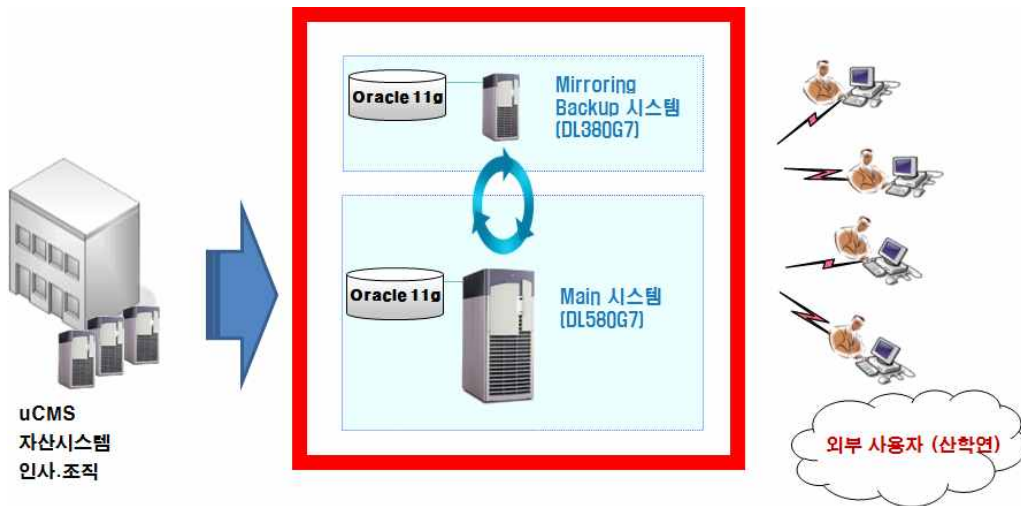 Oracle 11g
Mirroring
Backup 시스템
(DL380G7)
Oracle 11g
Main 시스템
(DL580G7)
uCMS
자산시스템
인사.조직
외부 사용자 (산학연)